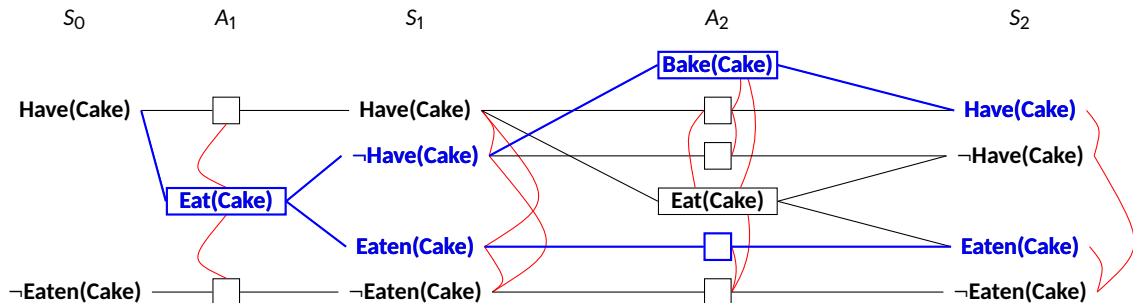 S0 A1 S1 A2 S2
Bake(Cake)
Have(Cake) Have(Cake) Have(Cake)
¬Have(Cake) ¬Have(Cake)
Eat(Cake) Eat(Cake)
Eaten(Cake) Eaten(Cake)
¬Eaten(Cake) ¬Eaten(Cake) ¬Eaten(Cake)